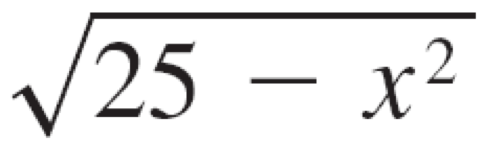 √(25 − x²)